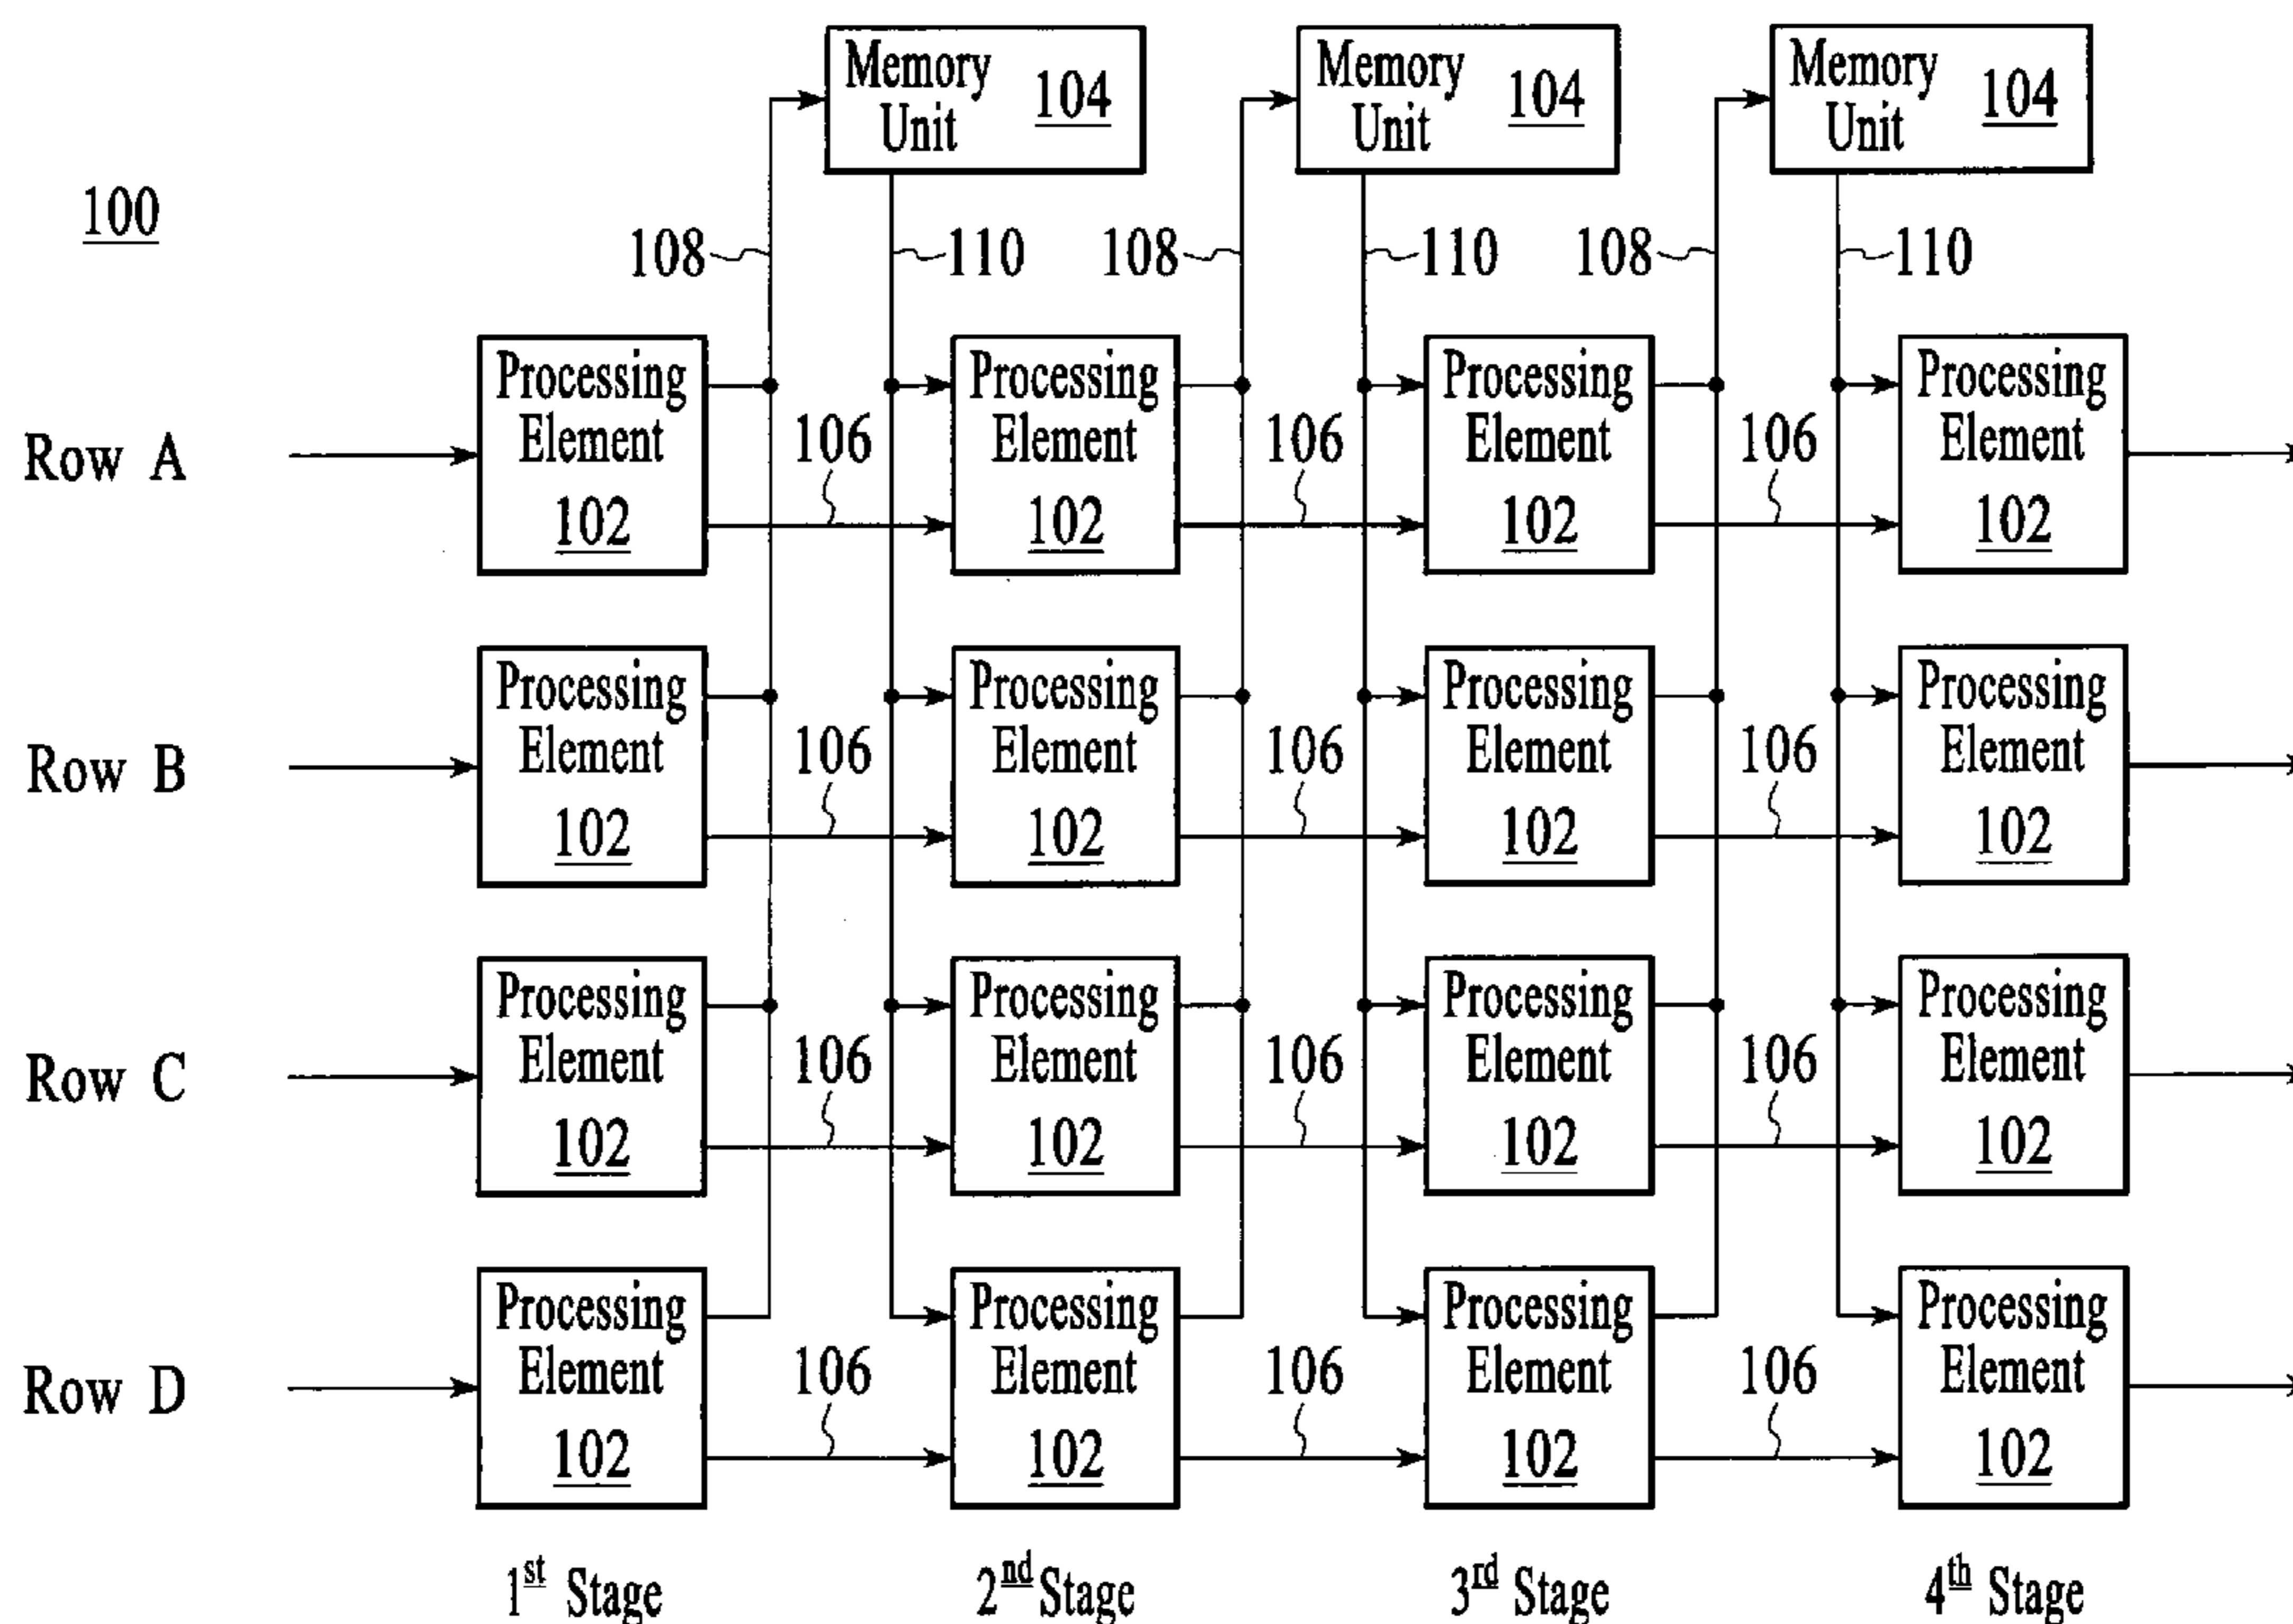 Memory Unit 104
Memory Unit 104
Memory Unit 104
100
108
110
108
110
108
110
Row A
Processing Element 102
106
Processing Element 102
106
Processing Element 102
106
Processing Element 102
Row B
Processing Element 102
106
Processing Element 102
106
Processing Element 102
106
Processing Element 102
Row C
Processing Element 102
106
Processing Element 102
106
Processing Element 102
106
Processing Element 102
Row D
Processing Element 102
106
Processing Element 102
106
Processing Element 102
106
Processing Element 102
1st Stage
2nd Stage
3rd Stage
4th Stage